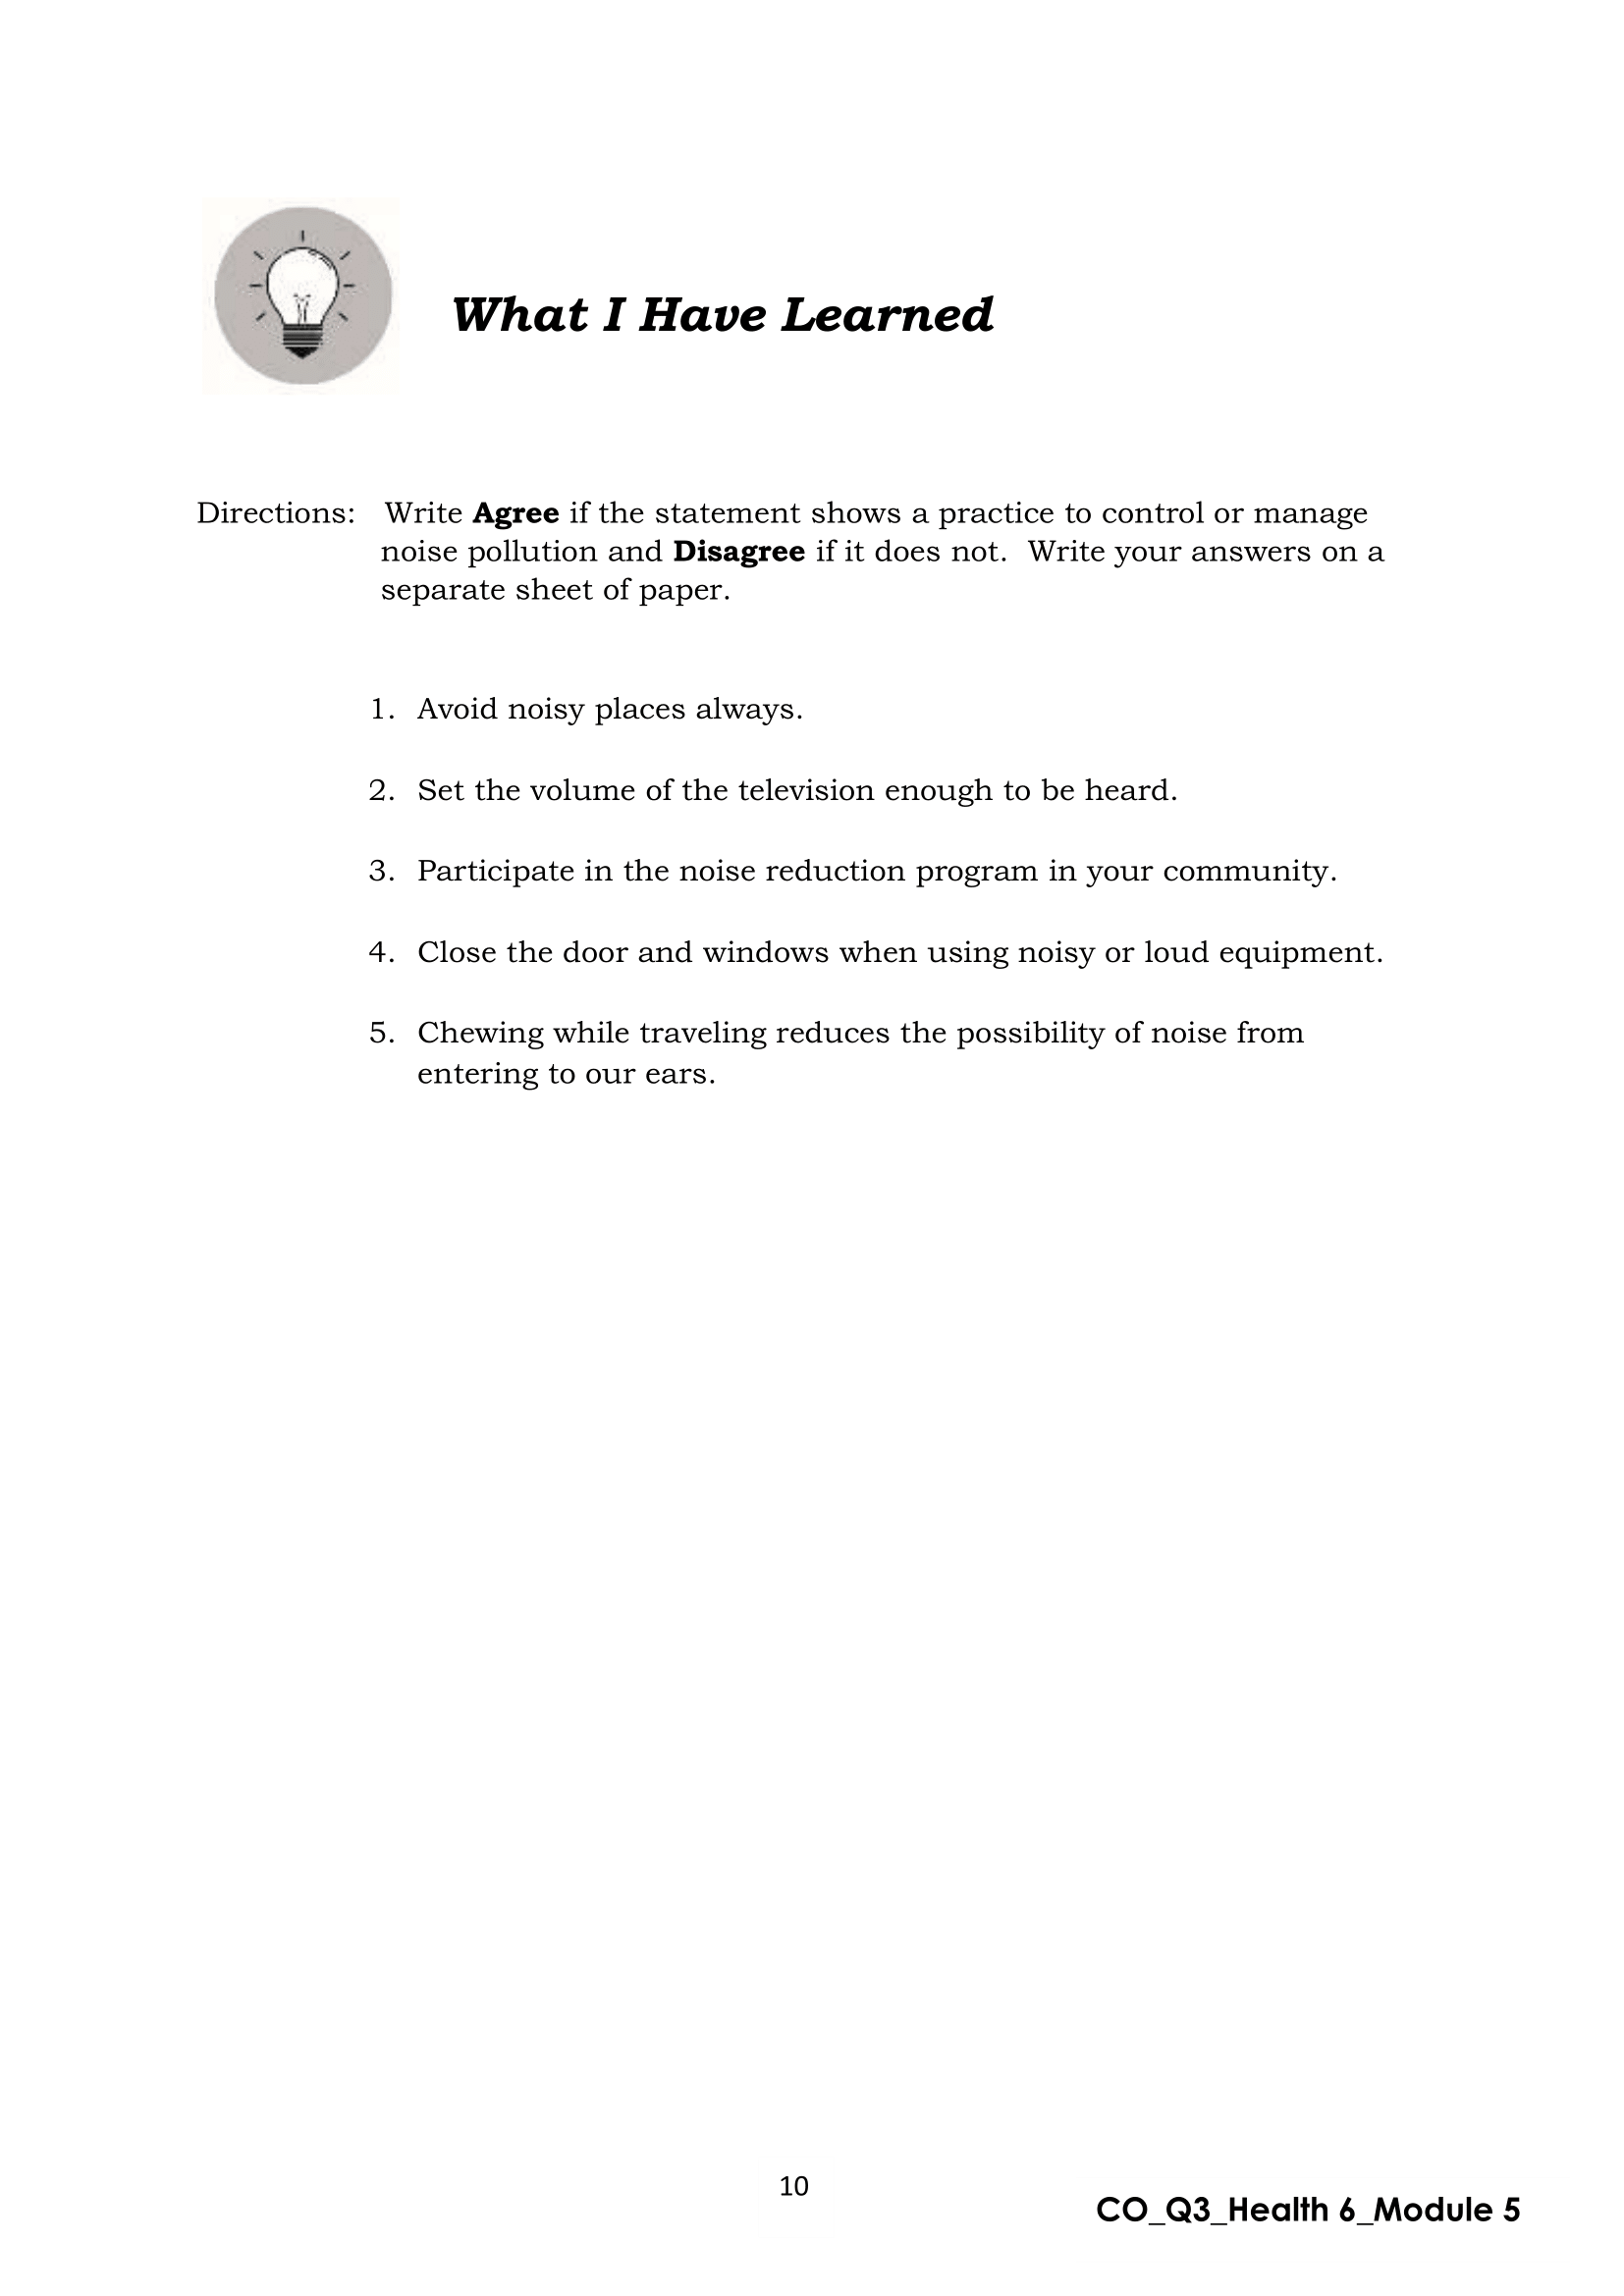 What I Have Learned
Directions: Write Agree if the statement shows a practice to control or manage
noise pollution and Disagree if it does not. Write your answers on a
separate sheet of paper.
1. Avoid noisy places always.
2. Set the volume of the television enough to be heard.
3. Participate in the noise reduction program in your community.
4. Close the door and windows when using noisy or loud equipment.
5. Chewing while traveling reduces the possibility of noise from
entering to our ears.
10
CO_Q3_Health 6_Module 5